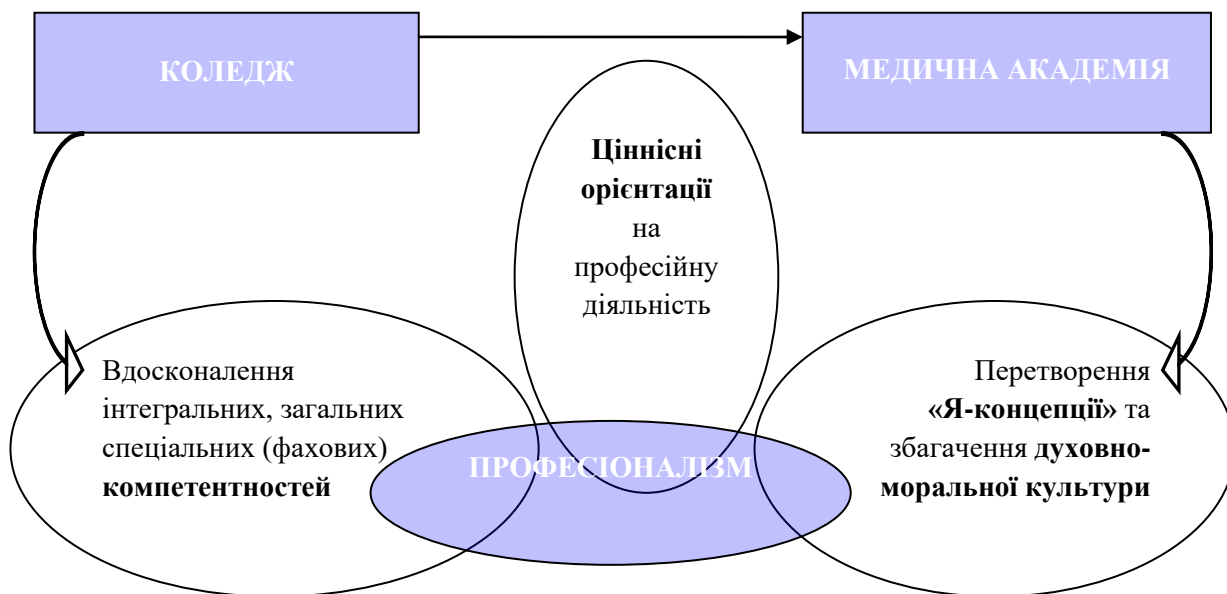 КОЛЕДЖ
МЕДИЧНА АКАДЕМІЯ
Ціннісні
орієнтації
на
професійну
діяльність
Вдосконалення
інтегральних, загальних
спеціальних (фахових)
компетентностей
Перетворення
«Я-концепції» та
збагачення духовно-
моральної культури
ПРОФЕСІОНАЛІЗМ